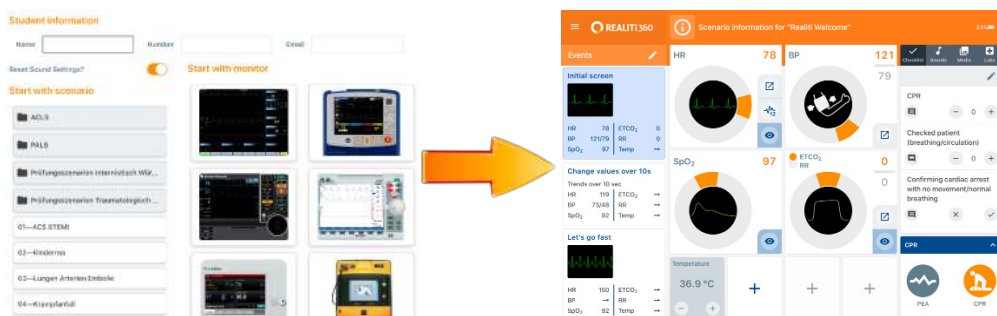 Student Information
Name Number Email
Reset Sound Settings?
Start with monitor
Start with scenario
ACLS
PALS
Prüfungsszenarien Internistisch Wür...
Prüfungsszenarien Traumatologisch ...
01—ACS STEMI
02—Kindernea
03—Lungen Arterien Embolie
04—Krampfanfall
REALITI360
Scenario information for "Realiti Welcome"
Events
Initial screen
HR 78 ETCO₂ 0
BP 121/79 RR 0
SpO₂ 97 Temp →
Change values over 10s
Trends over 10 sec
HR 119 ETCO₂ →
BP 73/48 RR →
SpO₂ 92 Temp →
Let's go fast
HR 150 ETCO₂ →
BP → RR →
SpO₂ 92 Temp →
HR 78
12
BP 121
79
SpO₂ 97
ETCO₂ 0
RR 0
Temperature
36.9 °C
− +
+ + +
Checklist Sounds Media Labs
CPR
− 0 +
Checked patient
(breathing/circulation)
− 0 +
Confirming cardiac arrest
with no movement/normal
breathing
CPR
PEA CPR